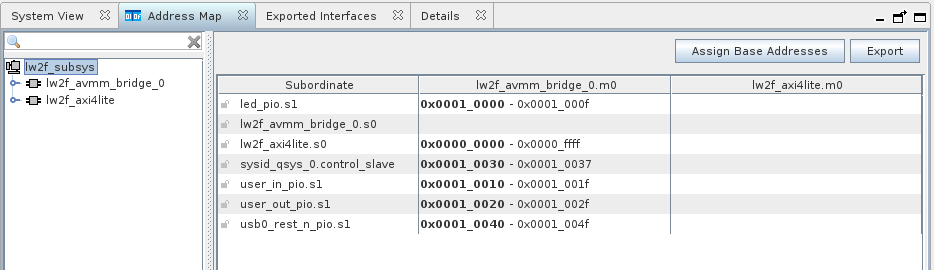 System View Address Map Exported Interfaces Details
Assign Base Addresses Export
lw2f_subsys
lw2f_avmm_bridge_0
lw2f_axi4lite
Subordinate lw2f_avmm_bridge_0.m0 lw2f_axi4lite.m0
led_pio.s1 0x0001_0000 - 0x0001_000f
lw2f_avmm_bridge_0.s0
lw2f_axi4lite.s0 0x0000_0000 - 0x0000_ffff
sysid_qsys_0.control_slave 0x0001_0030 - 0x0001_0037
user_in_pio.s1 0x0001_0010 - 0x0001_001f
user_out_pio.s1 0x0001_0020 - 0x0001_002f
usb0_rest_n_pio.s1 0x0001_0040 - 0x0001_004f